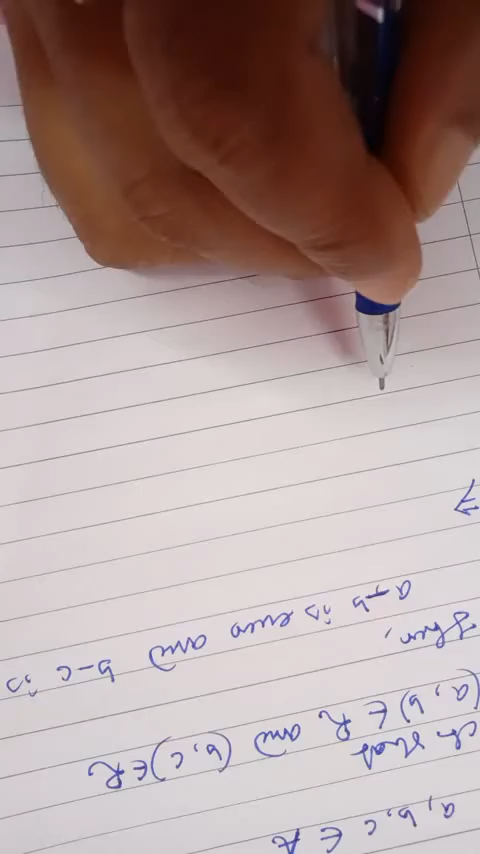 a, b, c ∈ A
ch that
(a, b) ∈ R and (b, c) ∈ R
Then,
a-b is even and b-c is
⇒